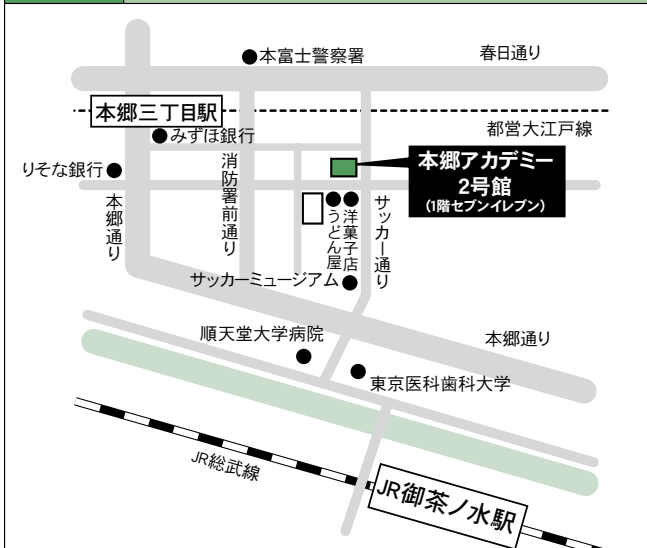 本富士警察署
春日通り
本郷三丁目駅
都営大江戸線
みずほ銀行
りそな銀行
本郷アカデミー
2号館
(1階セブンイレブン)
消防署前通り
本郷通り
うどん屋
洋菓子店
サッカー通り
サッカーミュージアム
順天堂大学病院
本郷通り
東京医科歯科大学
JR総武線
JR御茶ノ水駅